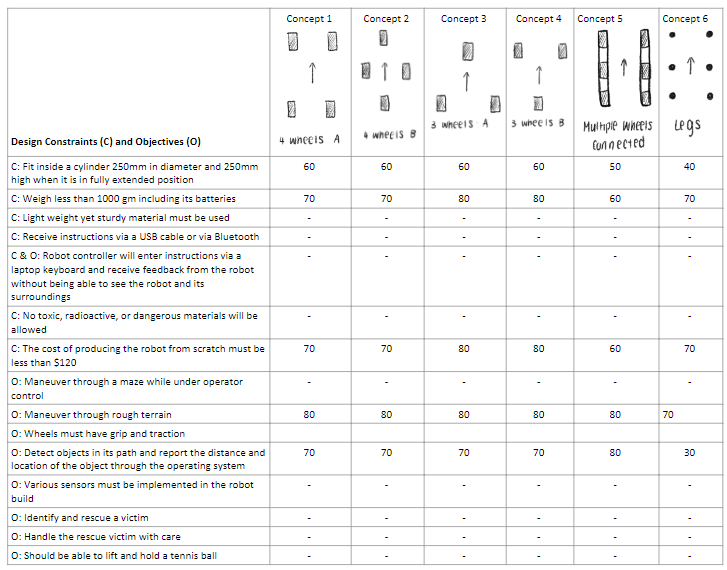 Concept 1 Concept 2 Concept 3 Concept 4 Concept 5 Concept 6
4 wheels A 4 wheels B 3 wheels A 3 wheels B Multiple wheels connected Legs
Design Constraints (C) and Objectives (O)
C: Fit inside a cylinder 250mm in diameter and 250mm 60 60 60 60 50 40
high when it is in fully extended position
C: Weigh less than 1000 gm including its batteries 70 70 80 80 60 70
C: Light weight yet sturdy material must be used - - - - - -
C: Receive instructions via a USB cable or via Bluetooth - - - - - -
C & O: Robot controller will enter instructions via a - - - - - -
laptop keyboard and receive feedback from the robot
without being able to see the robot and its
surroundings
C: No toxic, radioactive, or dangerous materials will be - - - - - -
allowed
C: The cost of producing the robot from scratch must be 70 70 80 80 60 70
less than $120
O: Maneuver through a maze while under operator - - - - - -
control
O: Maneuver through rough terrain 80 80 80 80 80 70
O: Wheels must have grip and traction - - - - - -
O: Detect objects in its path and report the distance and 70 70 70 70 80 30
location of the object through the operating system
O: Various sensors must be implemented in the robot - - - - - -
build
O: Identify and rescue a victim - - - - - -
O: Handle the rescue victim with care - - - - - -
O: Should be able to lift and hold a tennis ball - - - - - -